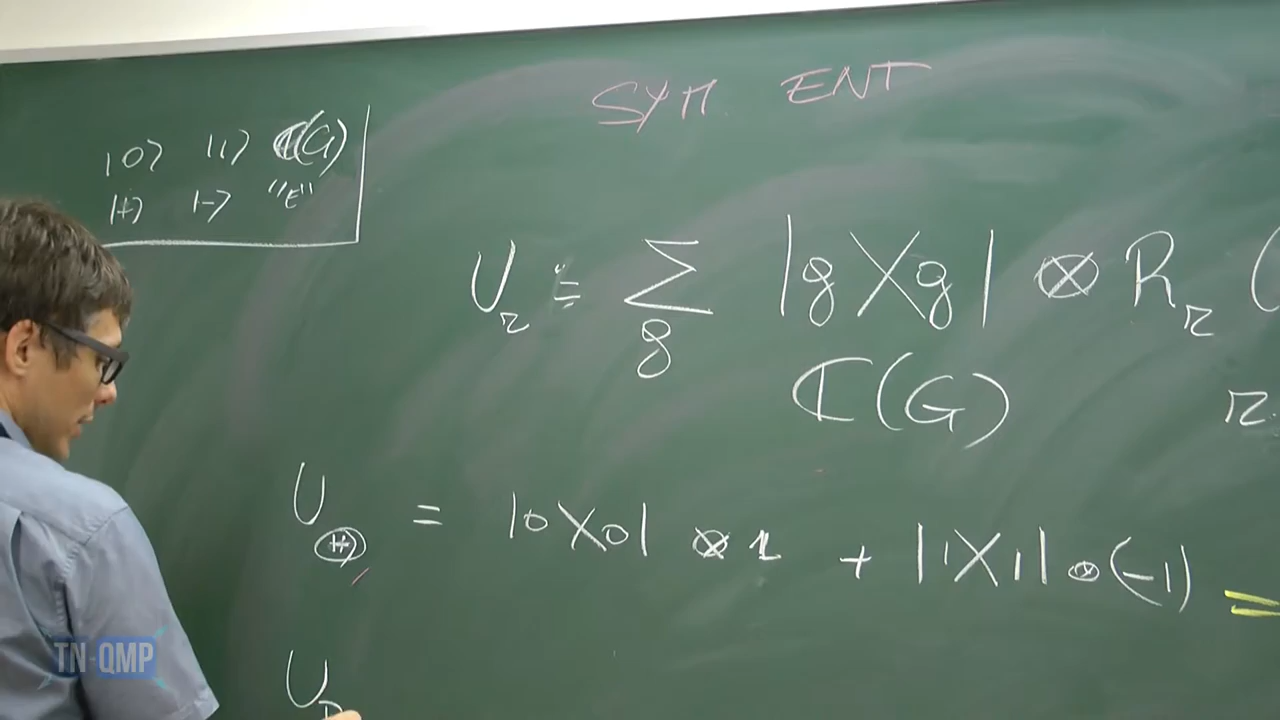 SYM ENT
|0⟩ |1⟩ ℂ(G)
|+⟩ |-⟩ "E"
U_r := Σ_g |g⟩⟨g| ⊗ R_r (
ℂ(G) r
U_|+⟩ = |0⟩⟨0| ⊗ 1 + |1⟩⟨1| ⊗ (-1) =
U
TN-QMP